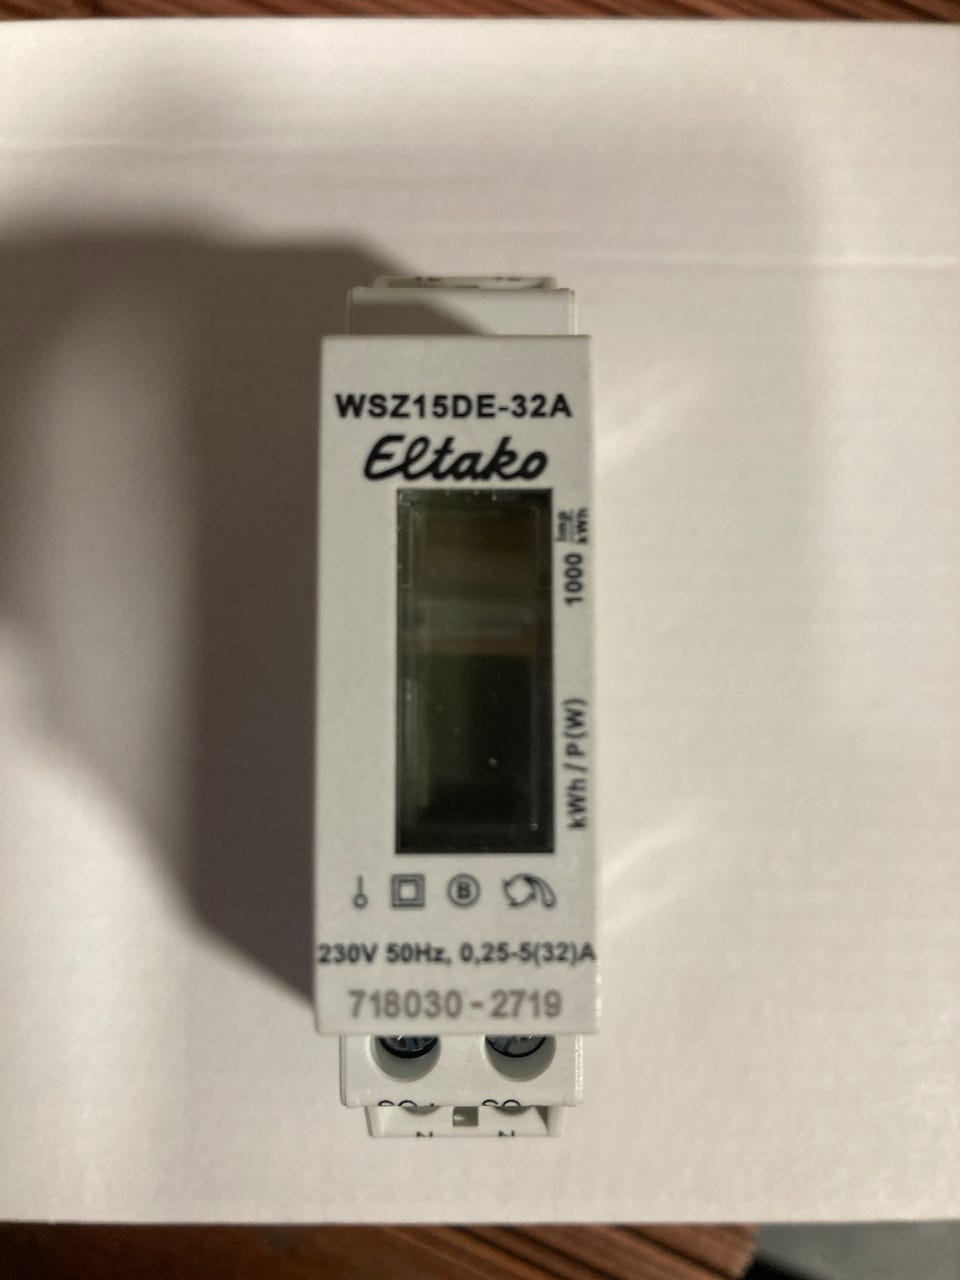 WSZ15DE-32A
Eltako
1000 Imp/kWh
kWh / P(W)
B
230V 50Hz, 0,25-5(32)A
718030 - 2719
N N